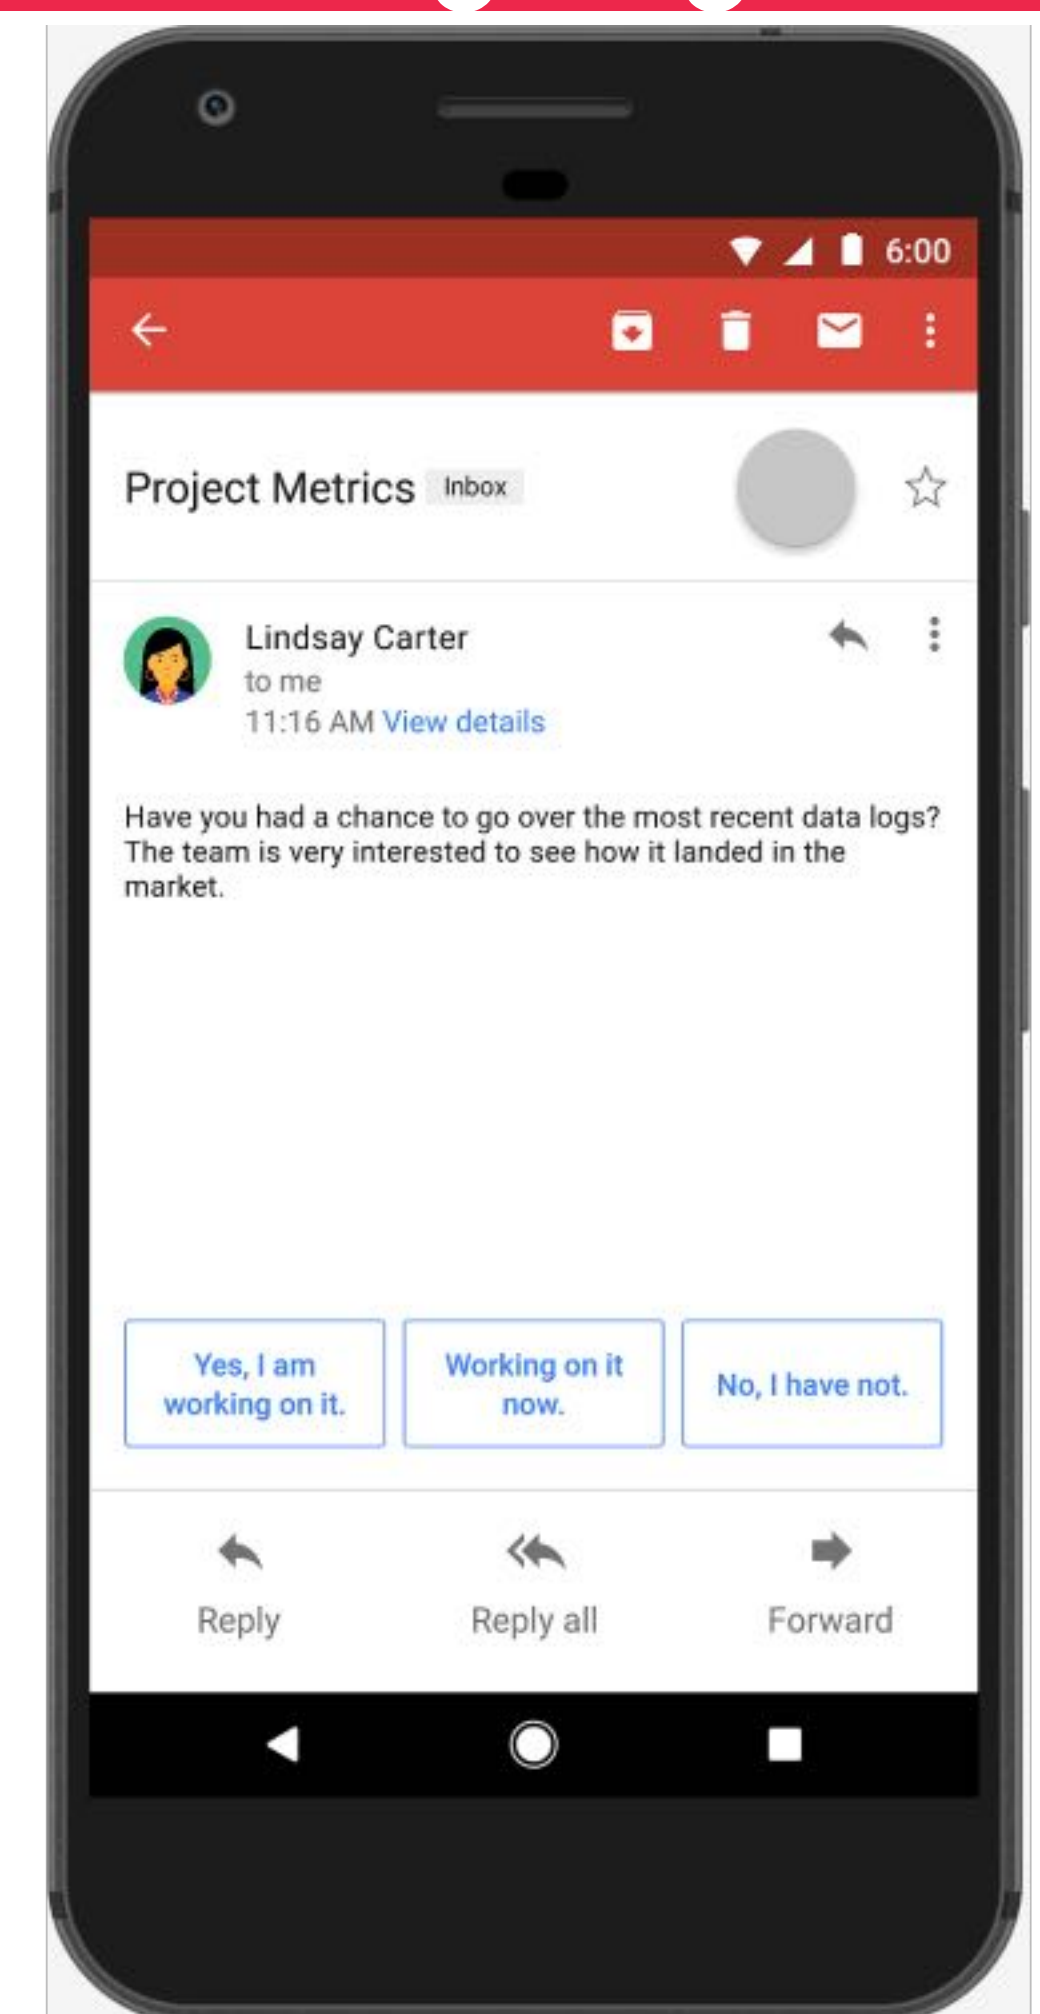 6:00
Project Metrics Inbox
Lindsay Carter
to me
11:16 AM View details
Have you had a chance to go over the most recent data logs?
The team is very interested to see how it landed in the
market.
Yes, I am
working on it.
Working on it
now.
No, I have not.
Reply
Reply all
Forward